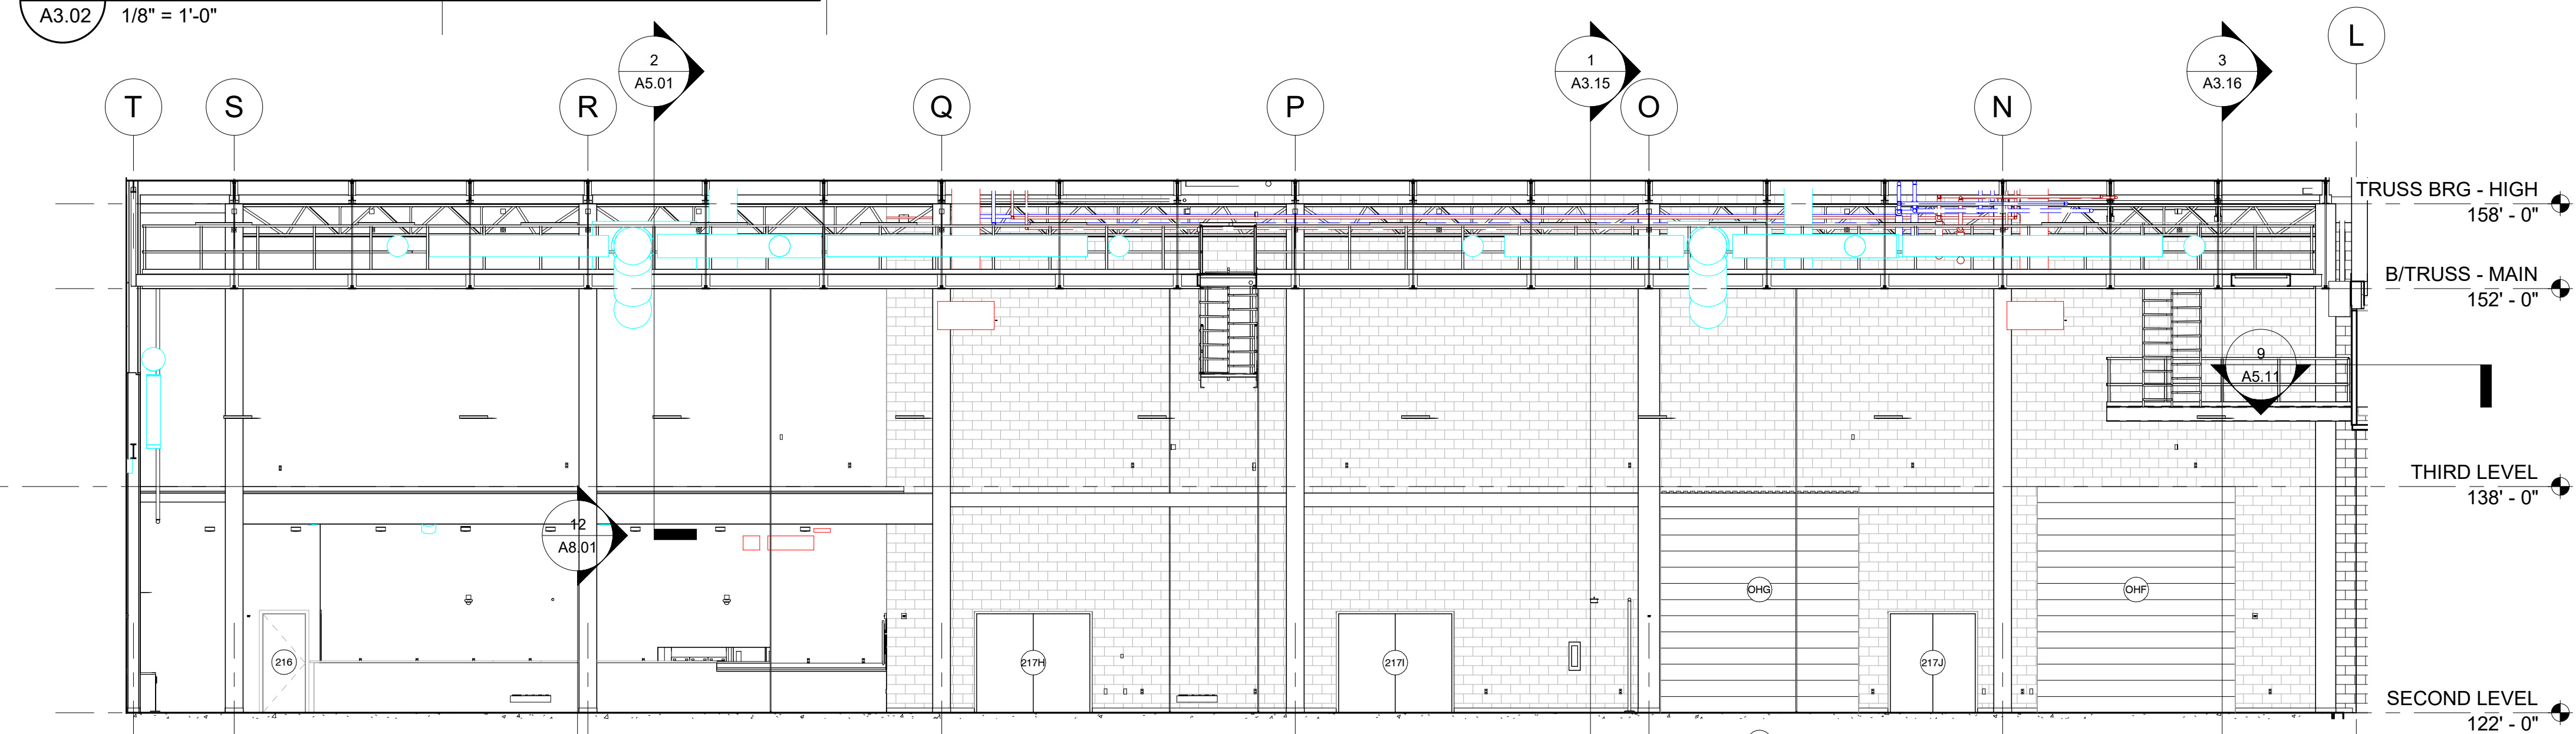 A3.02 1/8" = 1'-0"
L
2
A5.01
1
A3.15
3
A3.16
T S R Q P O N
TRUSS BRG - HIGH
158' - 0"
B/TRUSS - MAIN
152' - 0"
9
A5.11
THIRD LEVEL
138' - 0"
12
A8.01
OHG OHF
216 217H 217I 217J
SECOND LEVEL
122' - 0"